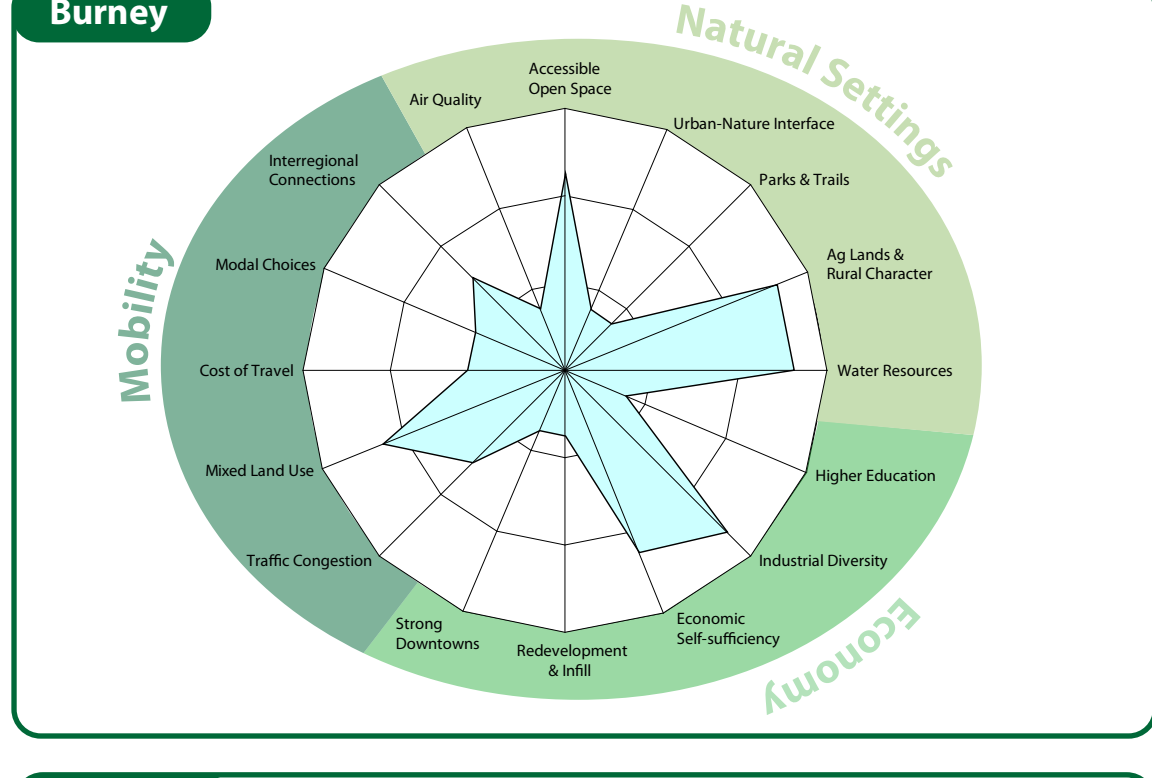 Burney
Natural Settings
Accessible
Open Space
Air Quality
Urban-Nature Interface
Interregional
Connections
Parks & Trails
Modal Choices
Ag Lands &
Rural Character
Mobility
Cost of Travel
Water Resources
Mixed Land Use
Higher Education
Traffic Congestion
Industrial Diversity
Strong
Downtowns
Redevelopment
& Infill
Economic
Self-sufficiency
Economy